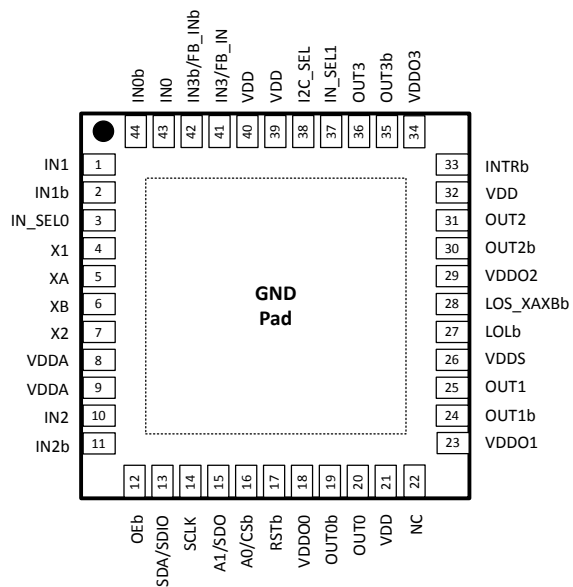 IN0b
IN0
IN3b/FB_INb
IN3/FB_IN
VDD
VDD
I2C_SEL
IN_SEL1
OUT3
OUT3b
VDDO3
44
43
42
41
40
39
38
37
36
35
34
IN1 1
IN1b 2
IN_SEL0 3
X1 4
XA 5
XB 6
X2 7
VDDA 8
VDDA 9
IN2 10
IN2b 11
GND
Pad
33 INTRb
32 VDD
31 OUT2
30 OUT2b
29 VDDO2
28 LOS_XAXBb
27 LOLb
26 VDDS
25 OUT1
24 OUT1b
23 VDDO1
12
13
14
15
16
17
18
19
20
21
22
OEb
SDA/SDIO
SCLK
A1/SDO
A0/CSb
RSTb
VDDO0
OUT0b
OUT0
VDD
NC